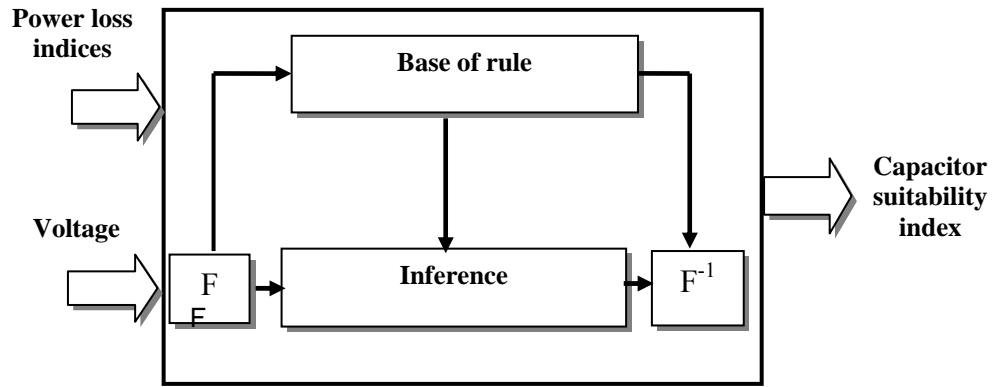 Power loss
indices
Base of rule
Capacitor
suitability
index
Voltage
F
F
Inference
F⁻¹